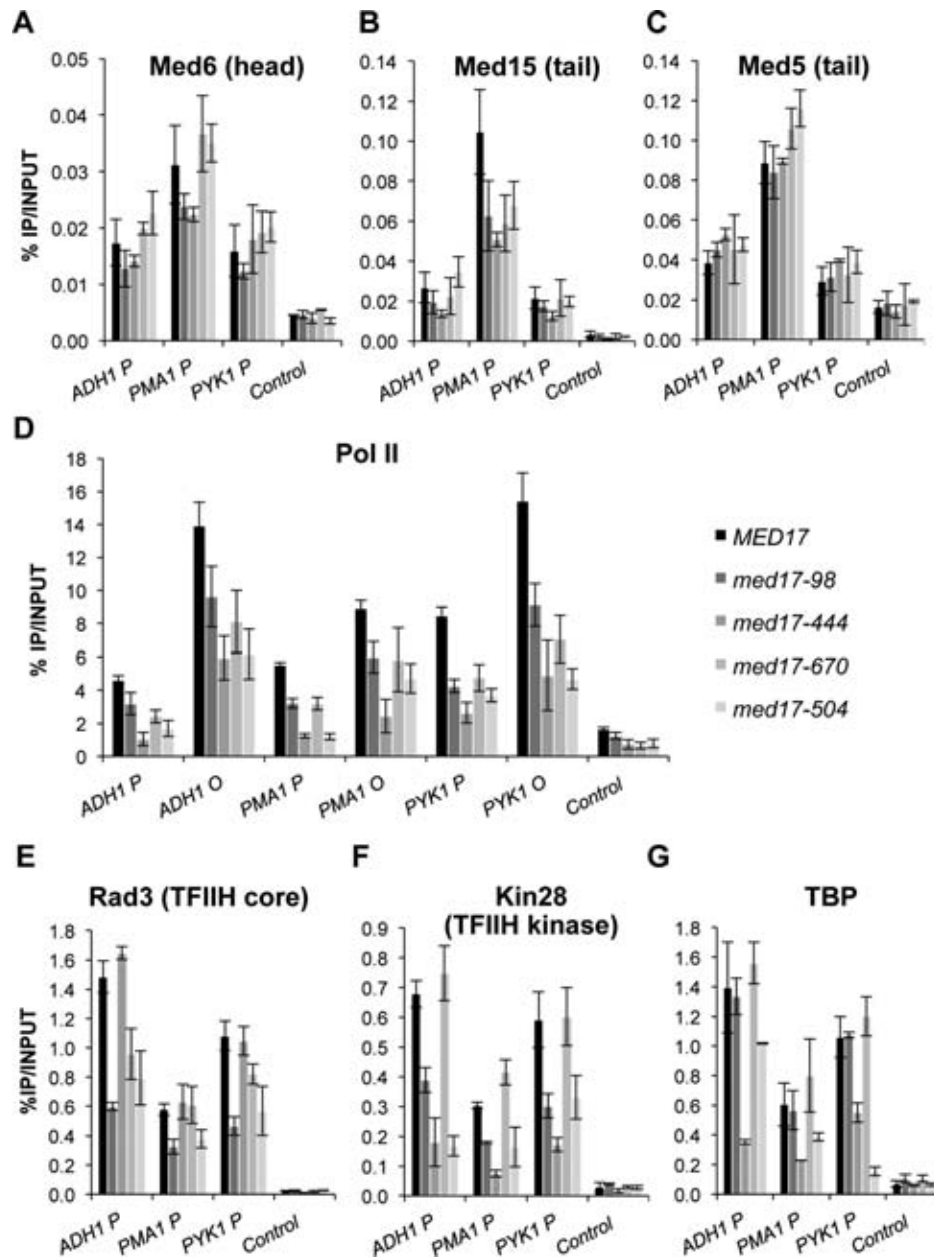 A
Med6 (head)
% IP/INPUT
0.05
0.04
0.03
0.02
0.01
0.00
ADH1 P
PMA1 P
PYK1 P
Control
B
Med15 (tail)
0.14
0.12
0.10
0.08
0.06
0.04
0.02
0.00
ADH1 P
PMA1 P
PYK1 P
Control
C
Med5 (tail)
0.14
0.12
0.10
0.08
0.06
0.04
0.02
0.00
ADH1 P
PMA1 P
PYK1 P
Control
D
Pol II
% IP/INPUT
18
16
14
12
10
8
6
4
2
0
ADH1 P
ADH1 O
PMA1 P
PMA1 O
PYK1 P
PYK1 O
Control
MED17
med17-98
med17-444
med17-670
med17-504
E
Rad3 (TFIIH core)
%IP/INPUT
1.8
1.6
1.4
1.2
1.0
0.8
0.6
0.4
0.2
0.0
ADH1 P
PMA1 P
PYK1 P
Control
F
Kin28
(TFIIH kinase)
0.9
0.8
0.7
0.6
0.5
0.4
0.3
0.2
0.1
0.0
ADH1 P
PMA1 P
PYK1 P
Control
G
TBP
1.8
1.6
1.4
1.2
1.0
0.8
0.6
0.4
0.2
0.0
ADH1 P
PMA1 P
PYK1 P
Control